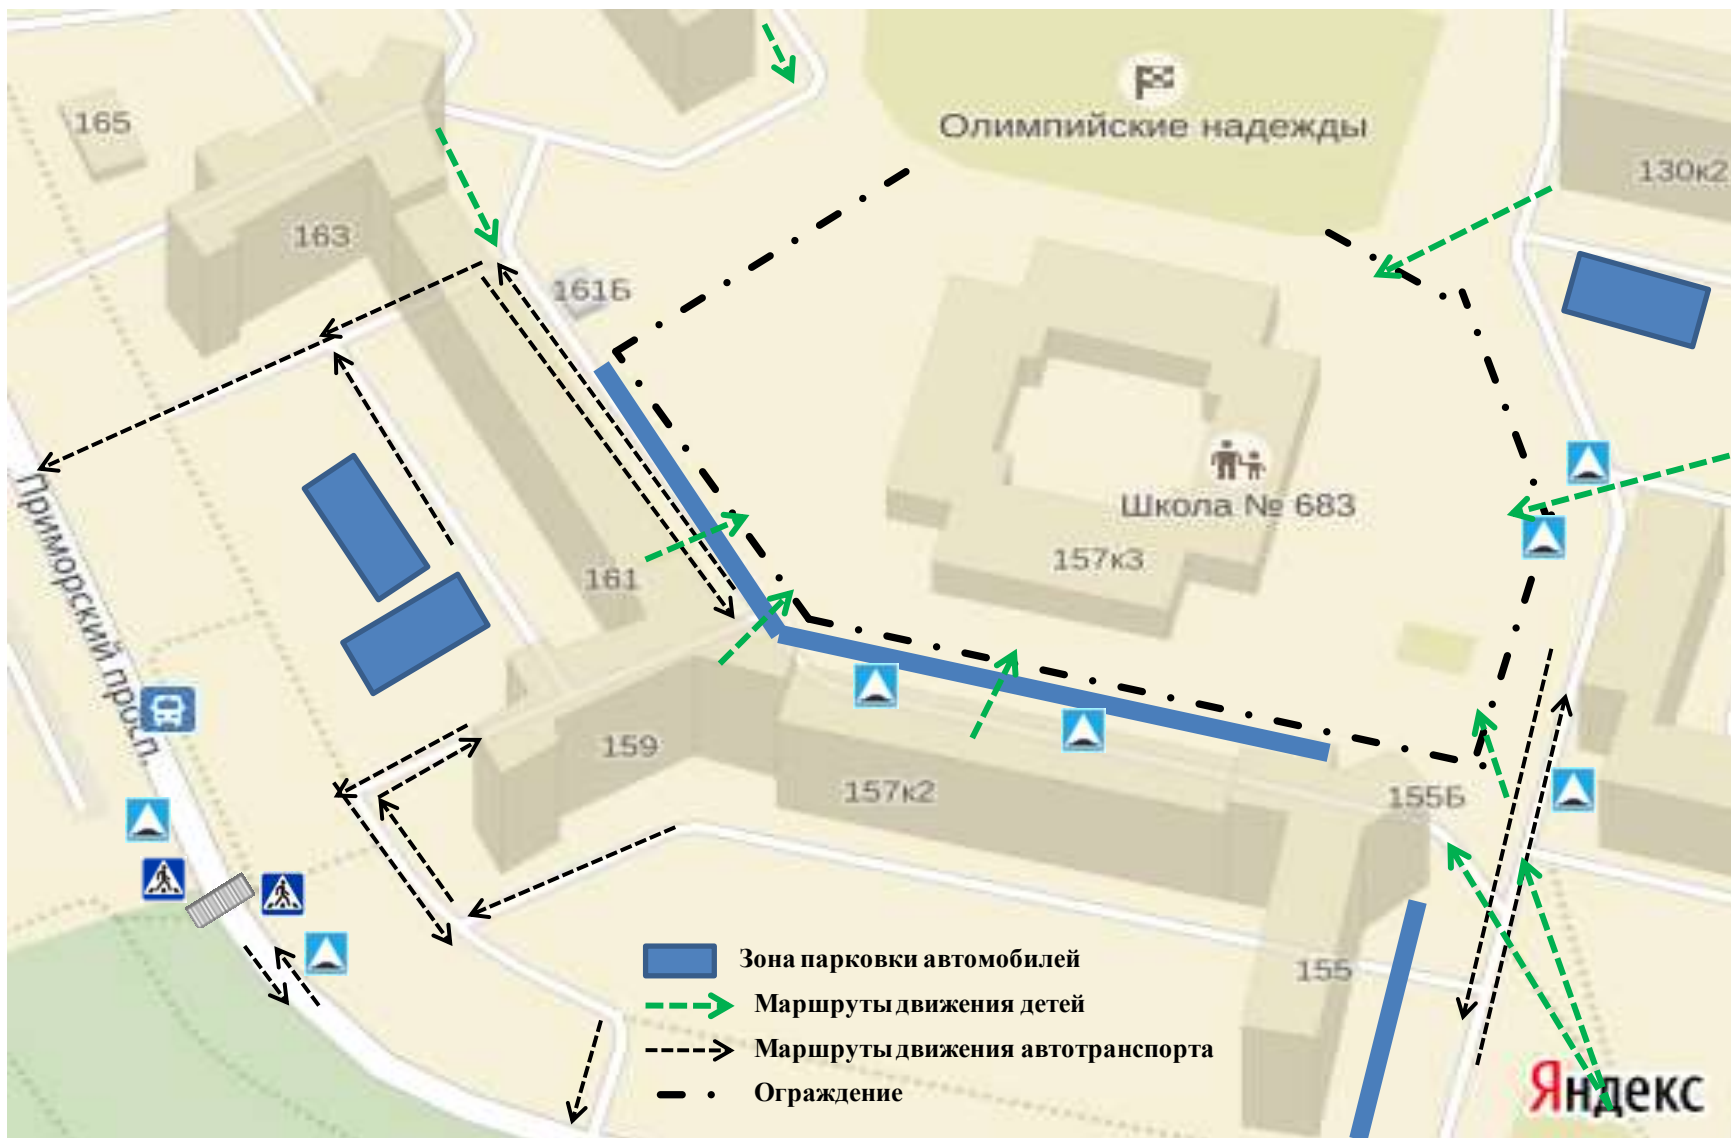 165
Олимпийские надежды
130к2
163
161Б
Школа № 683
157к3
161
Приморский просп.
159
157к2
155Б
155
Зона парковки автомобилей
Маршруты движения детей
Маршруты движения автотранспорта
Ограждение
Яндекс